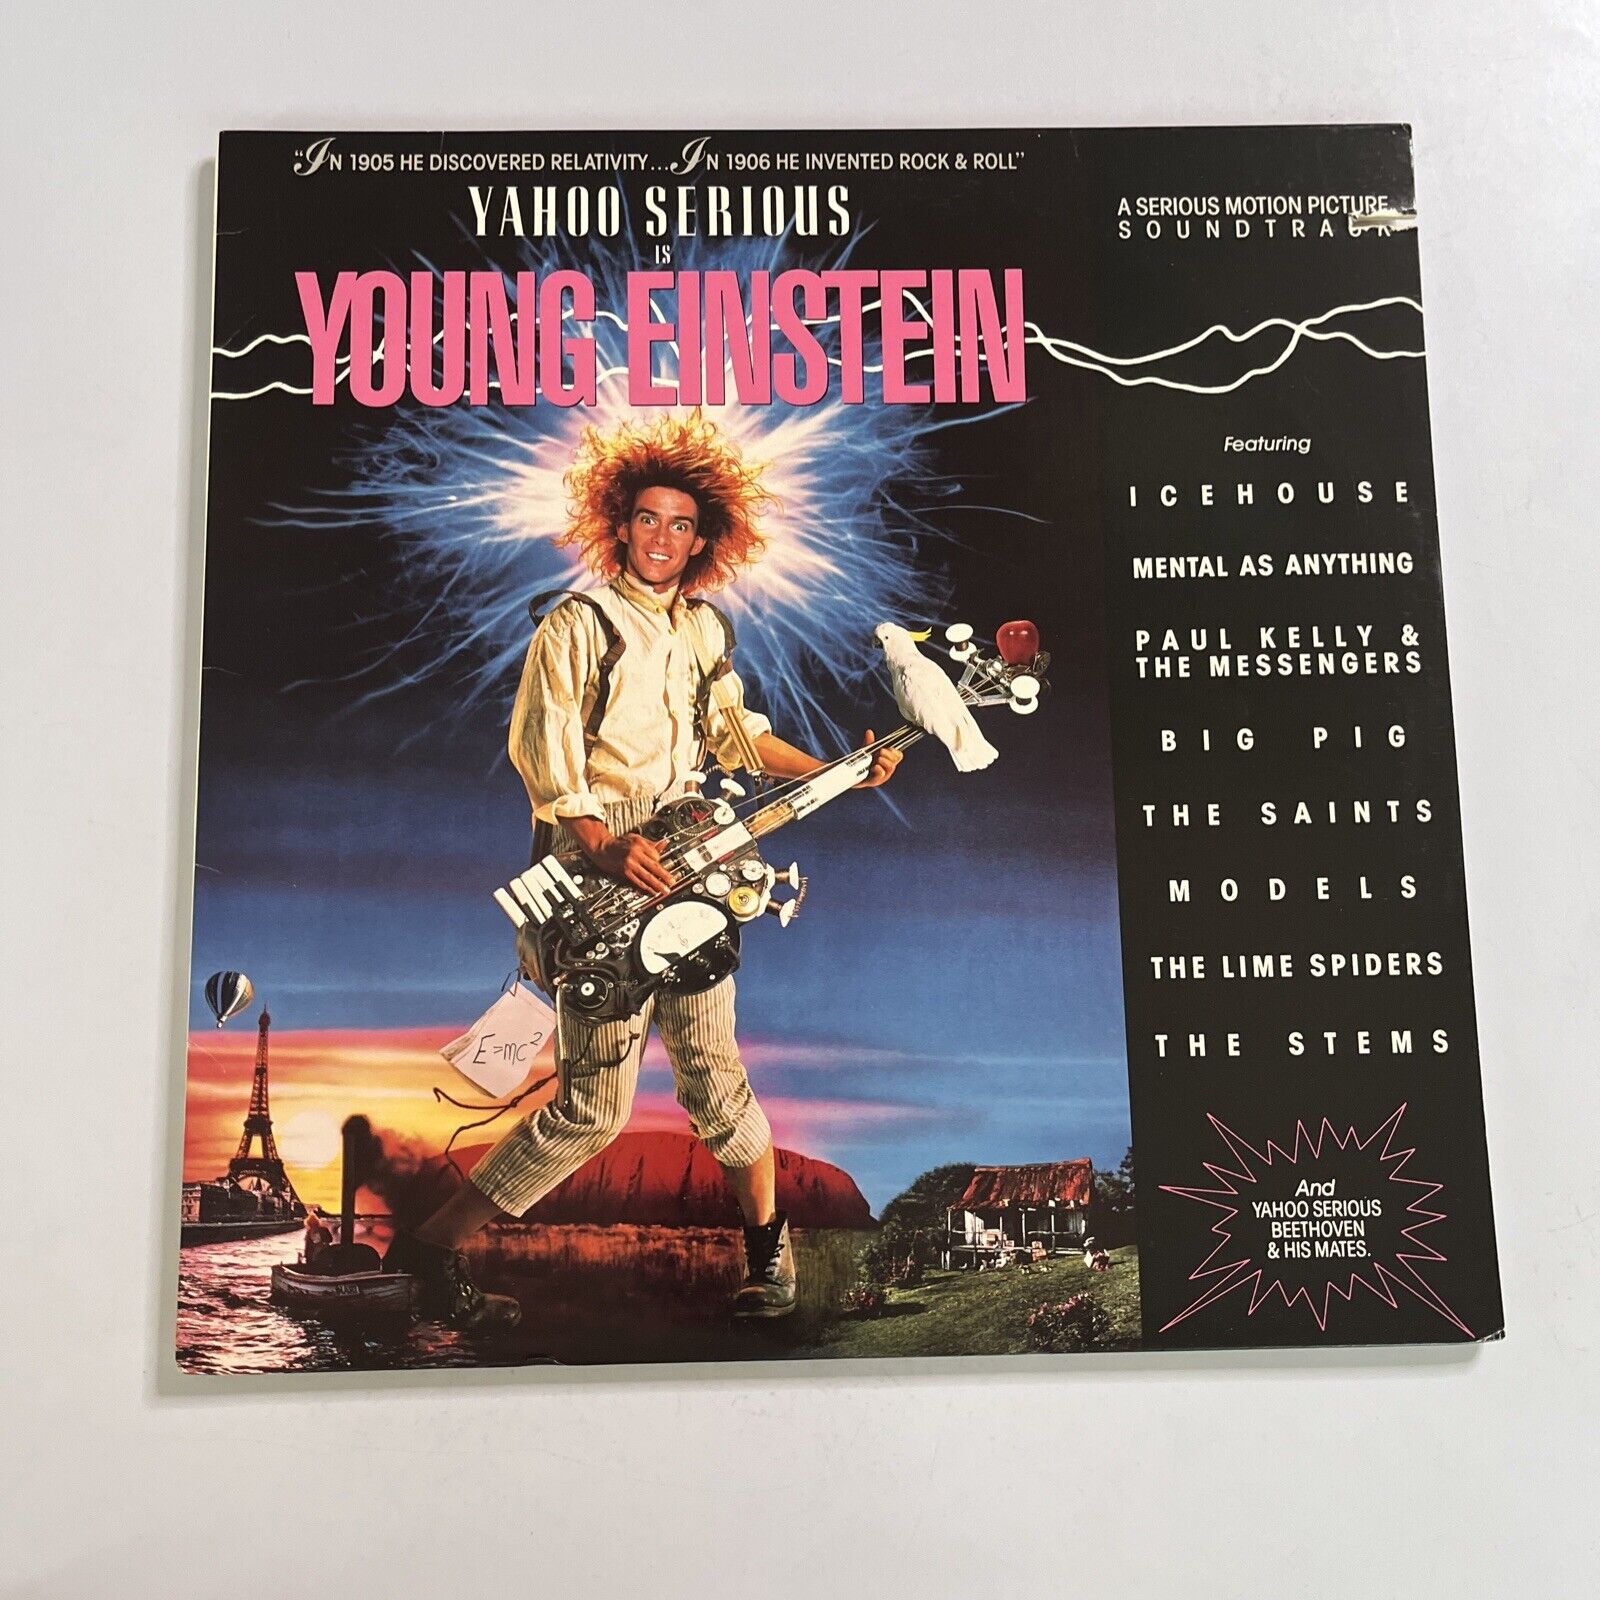 "In 1905 HE DISCOVERED RELATIVITY...In 1906 HE INVENTED ROCK & ROLL"
YAHOO SERIOUS
IS
YOUNG EINSTEIN
A SERIOUS MOTION PICTURE
SOUNDTRACK
Featuring
ICEHOUSE
MENTAL AS ANYTHING
PAUL KELLY &
THE MESSENGERS
BIG PIG
THE SAINTS
MODELS
THE LIME SPIDERS
THE STEMS
And
YAHOO SERIOUS
BEETHOVEN
& HIS MATES.
E=mc²